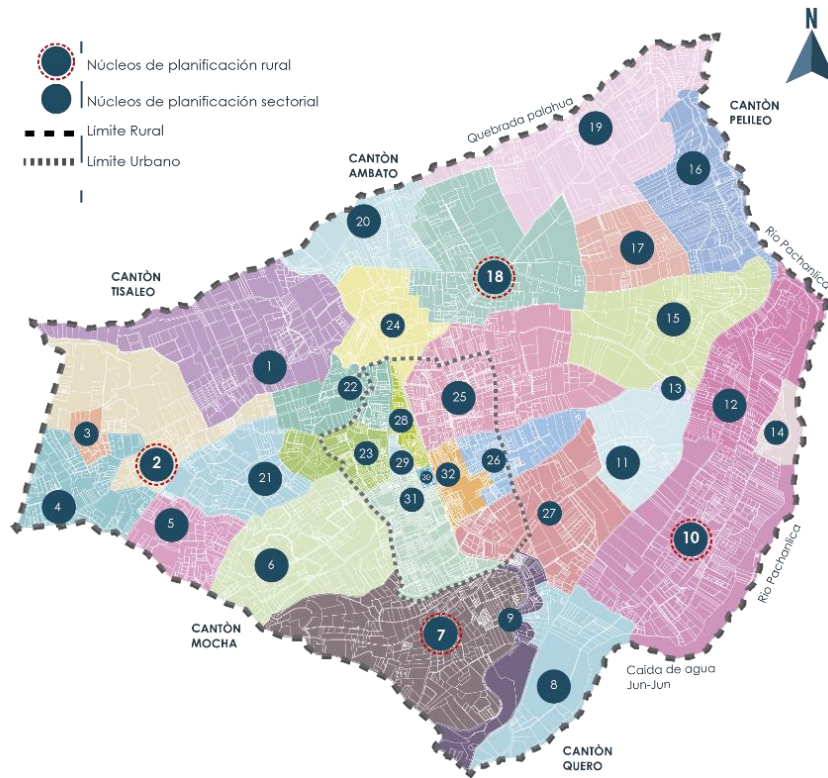 N
Núcleos de planificación rural
Núcleos de planificación sectorial
Límite Rural
Límite Urbano
Quebrada palahua
CANTÒN
PELILEO
CANTÒN
AMBATO
CANTÒN
TISALEO
Rio Pachanlica
19
16
20
17
18
24
15
1
22
25
13
12
28
3
14
23
2
29
32
26
11
21
30
31
4
5
27
10
6
Rio Pachanlica
9
7
CANTÒN
MOCHA
Caída de agua
Jun-Jun
8
CANTÒN
QUERO